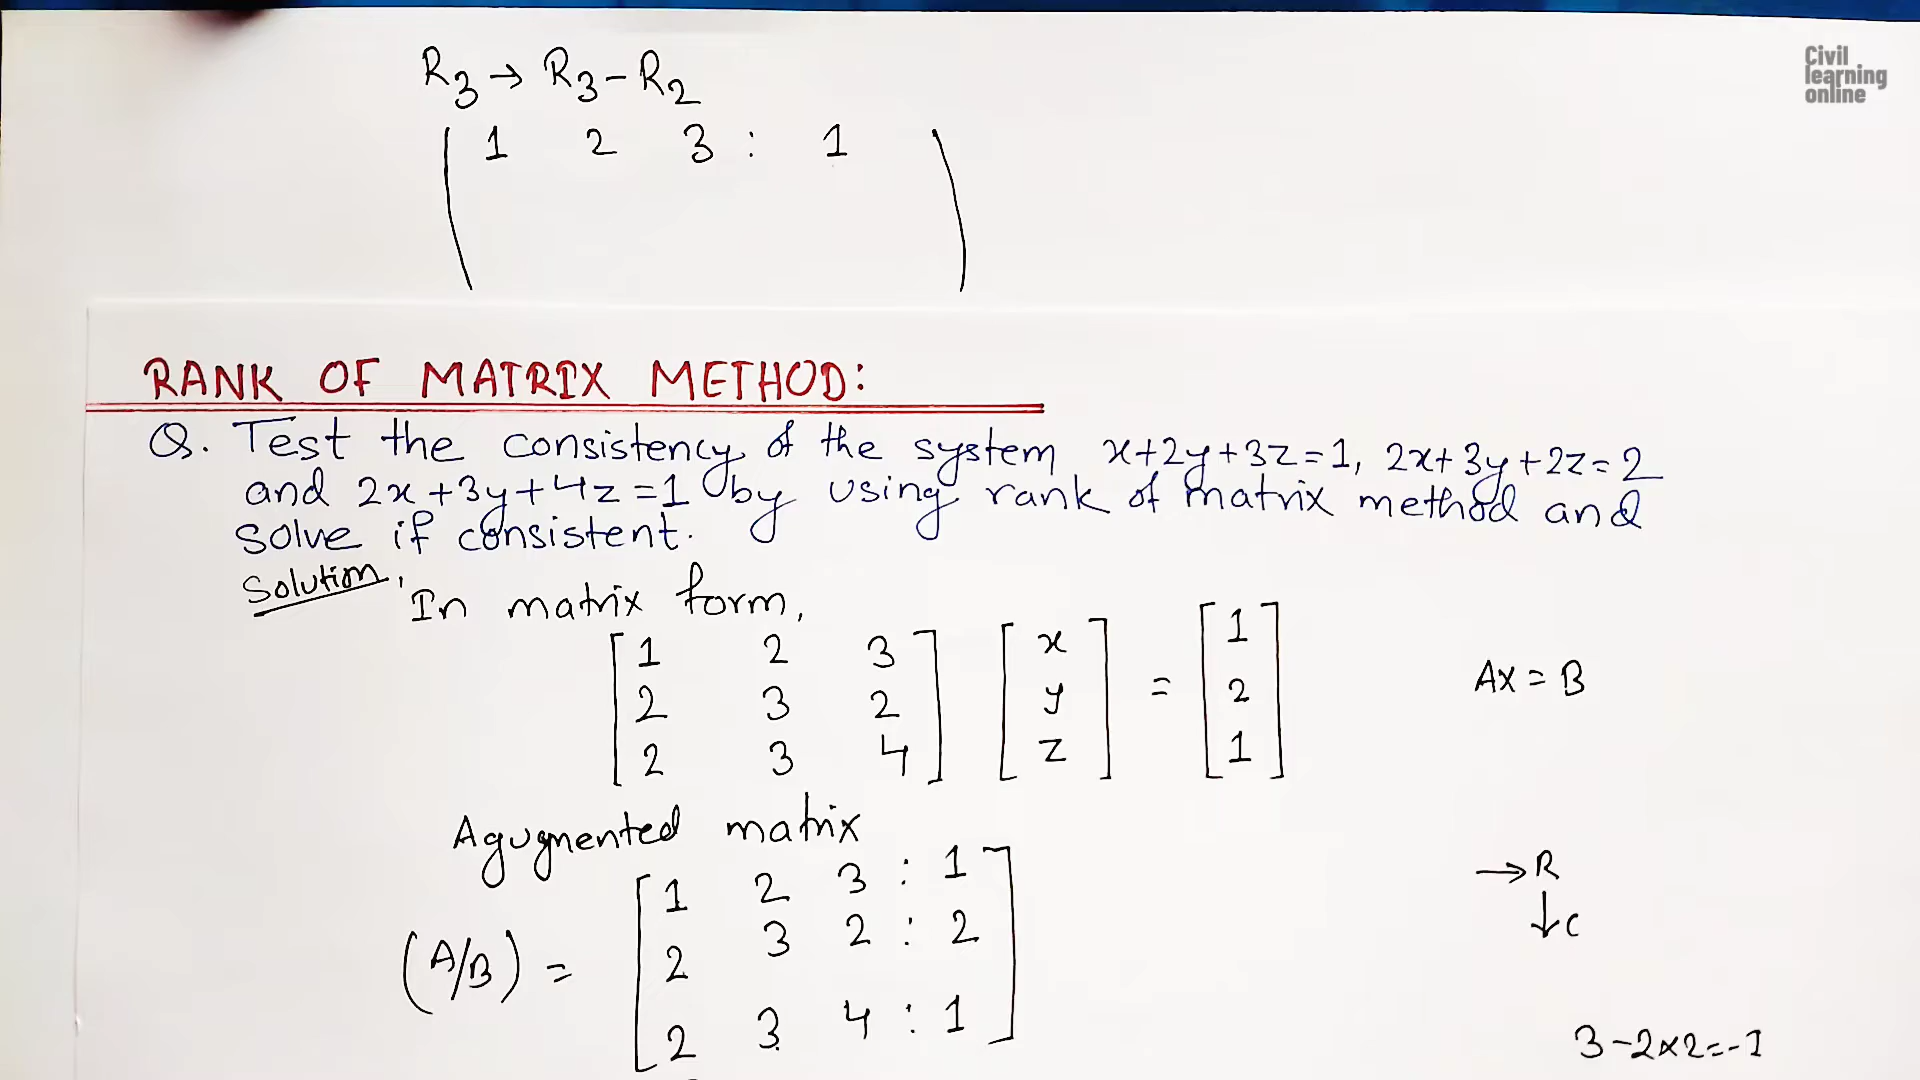 Civil
learning
online
R3 → R3 - R2
1 2 3 : 1
RANK OF MATRIX METHOD:
Q. Test the consistency of the system x+2y+3z=1, 2x+3y+2z=2
and 2x+3y+4z=1 by using rank of matrix method and
solve if consistent.
Solution,
In matrix form,
1 2 3 x 1
2 3 2 y = 2 AX = B
2 3 4 z 1
Agugmented matrix
1 2 3 : 1 → R
(A/B) = 2 3 2 : 2 ↓ C
2 3 4 : 1
3-2×2=-1